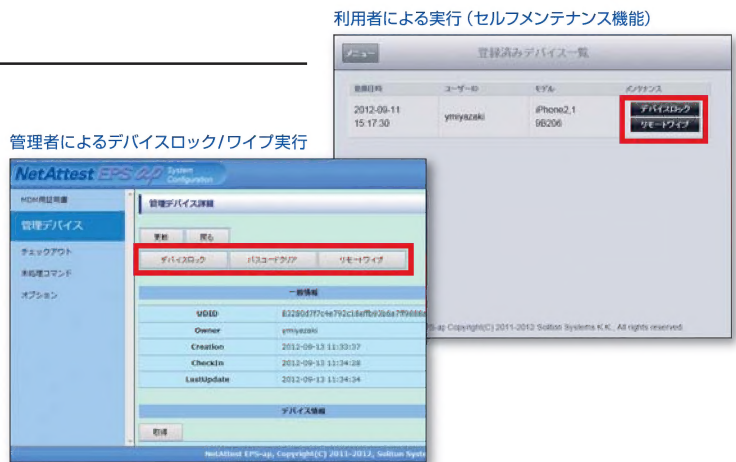 利用者による実行（セルフメンテナンス機能）
メニュー
登録済みデバイス一覧
登録日時 ユーザーID モデル メンテナンス
2012-09-11
15:17:30
ymiyazaki
iPhone2,1
9B206
デバイスロック
リモートワイプ
EPS-ap Copyright(C) 2011-2012 Soliton Systems K.K., All rights reserved.
管理者によるデバイスロック/ワイプ実行
NetAttest EPS ap System
Configuration
MDM用証明書
管理デバイス
チェックアウト
未処理コマンド
オプション
管理デバイス詳細
更新 戻る
デバイスロック パスコードクリア リモートワイプ
一般情報
UDID
Owner ymiyazaki
Creation 2012-09-13 11:33:37
CheckIn 2012-09-13 11:34:28
LastUpdate 2012-09-13 11:34:34
デバイス情報
取得
NetAttest EPS-ap, Copyright(C) 2011-2012, Soliton Syste